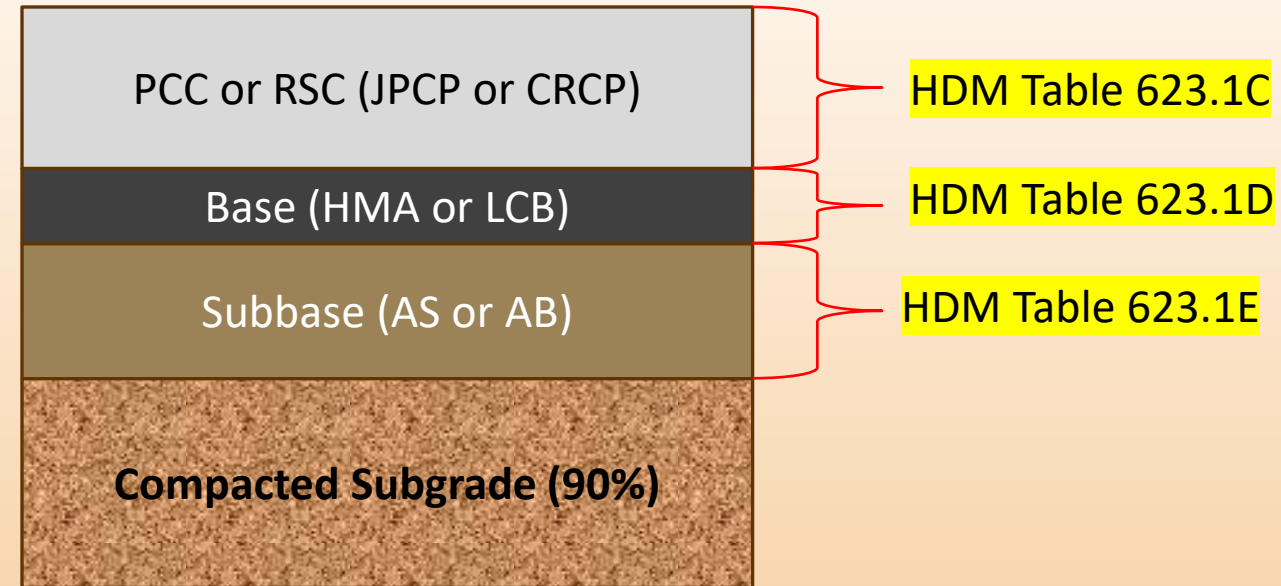 PCC or RSC (JPCP or CRCP)
HDM Table 623.1C
Base (HMA or LCB)
HDM Table 623.1D
Subbase (AS or AB)
HDM Table 623.1E
Compacted Subgrade (90%)